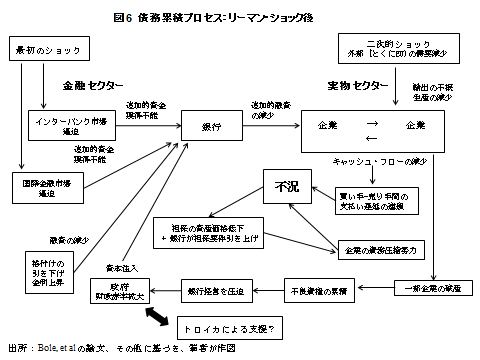 図6 債務累積プロセス:リーマン・ショック後
最初のショック
二次的ショック
外部(とくにEU)の需要減少
金融セクター
実物セクター
輸出の不振
生産の減少
インターバンク市場
逼迫
追加的資金
獲得不能
銀行
追加的融資
の減少
企業 → 企業
←
追加的資金
獲得不能
国際金融市場
逼迫
キャッシュ・フローの減少
不況
買い手-売り手間の
支払い遅延の連鎖
担保の資産価格低下
+ 銀行が担保要件引き上げ
企業の債務圧縮努力
融資の減少
格付けの
引き下げ
金利上昇
資本注入
政府
財政赤字拡大
銀行経営を圧迫
不良債権の累積
一部企業の破産
トロイカによる支援?
出所:Bole, et alの論文、その他に基づき、筆者が作図